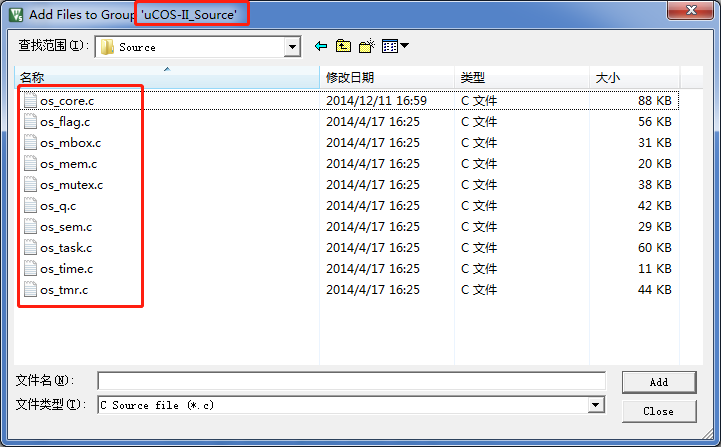 Add Files to Group 'uCOS-II_Source'
查找范围(I): Source
名称 修改日期 类型 大小
os_core.c 2014/12/11 16:59 C 文件 88 KB
os_flag.c 2014/4/17 16:25 C 文件 56 KB
os_mbox.c 2014/4/17 16:25 C 文件 31 KB
os_mem.c 2014/4/17 16:25 C 文件 20 KB
os_mutex.c 2014/4/17 16:25 C 文件 38 KB
os_q.c 2014/4/17 16:25 C 文件 42 KB
os_sem.c 2014/4/17 16:25 C 文件 29 KB
os_task.c 2014/4/17 16:25 C 文件 60 KB
os_time.c 2014/4/17 16:25 C 文件 11 KB
os_tmr.c 2014/4/17 16:25 C 文件 44 KB
文件名(N): Add
文件类型(T): C Source file (*.c) Close